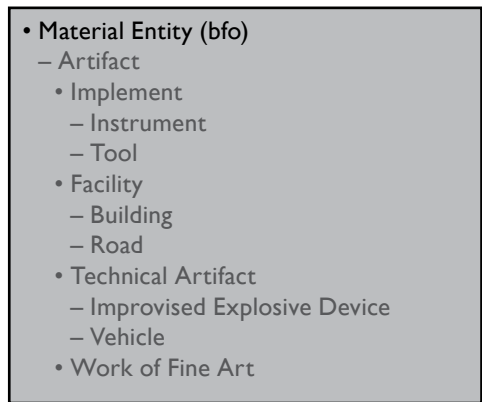 • Material Entity (bfo)
– Artifact
• Implement
– Instrument
– Tool
• Facility
– Building
– Road
• Technical Artifact
– Improvised Explosive Device
– Vehicle
• Work of Fine Art